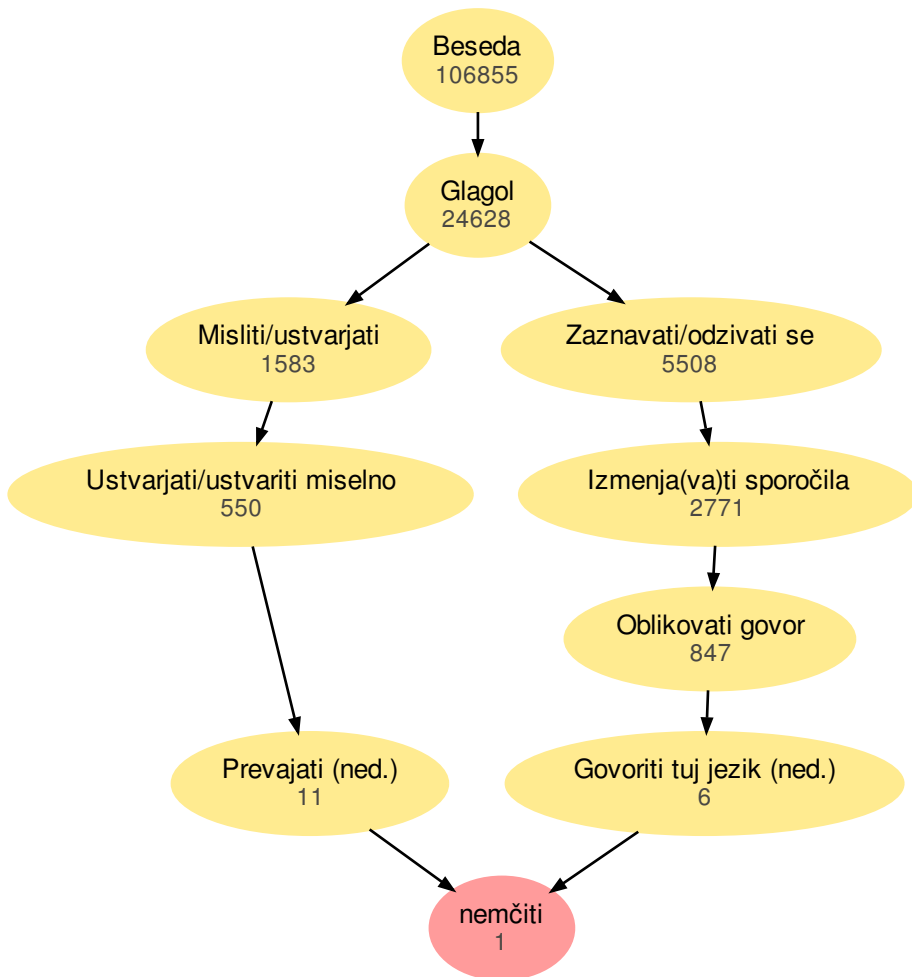 Beseda
106855
Glagol
24628
Misliti/ustvarjati
1583
Zaznavati/odzivati se
5508
Ustvarjati/ustvariti miselno
550
Izmenja(va)ti sporočila
2771
Oblikovati govor
847
Prevajati (ned.)
11
Govoriti tuj jezik (ned.)
6
nemčiti
1